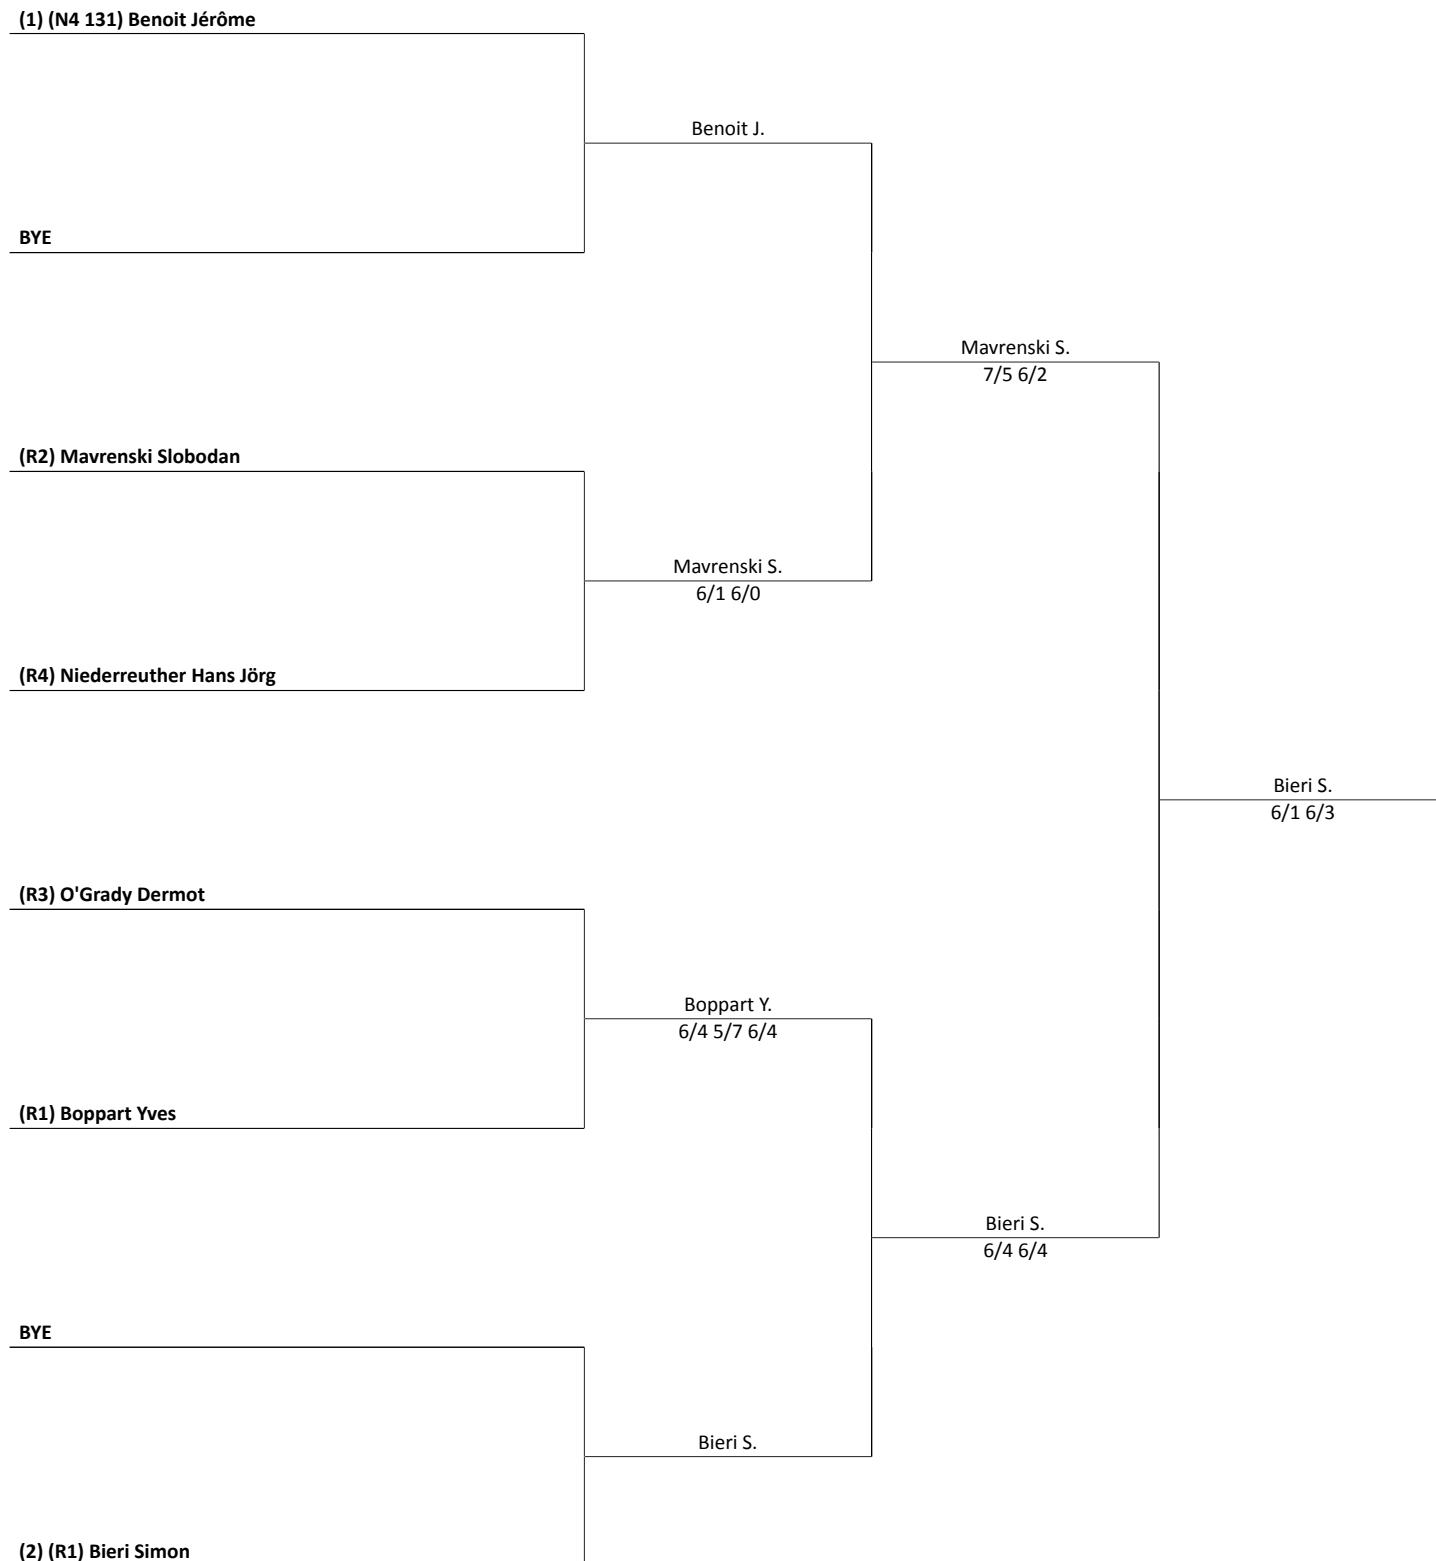 (1) (N4 131) Benoit Jérôme
Benoit J.
BYE
Mavrenski S.
7/5 6/2
(R2) Mavrenski Slobodan
Mavrenski S.
6/1 6/0
(R4) Niederreuther Hans Jörg
Bieri S.
6/1 6/3
(R3) O'Grady Dermot
Boppart Y.
6/4 5/7 6/4
(R1) Boppart Yves
Bieri S.
6/4 6/4
BYE
Bieri S.
(2) (R1) Bieri Simon